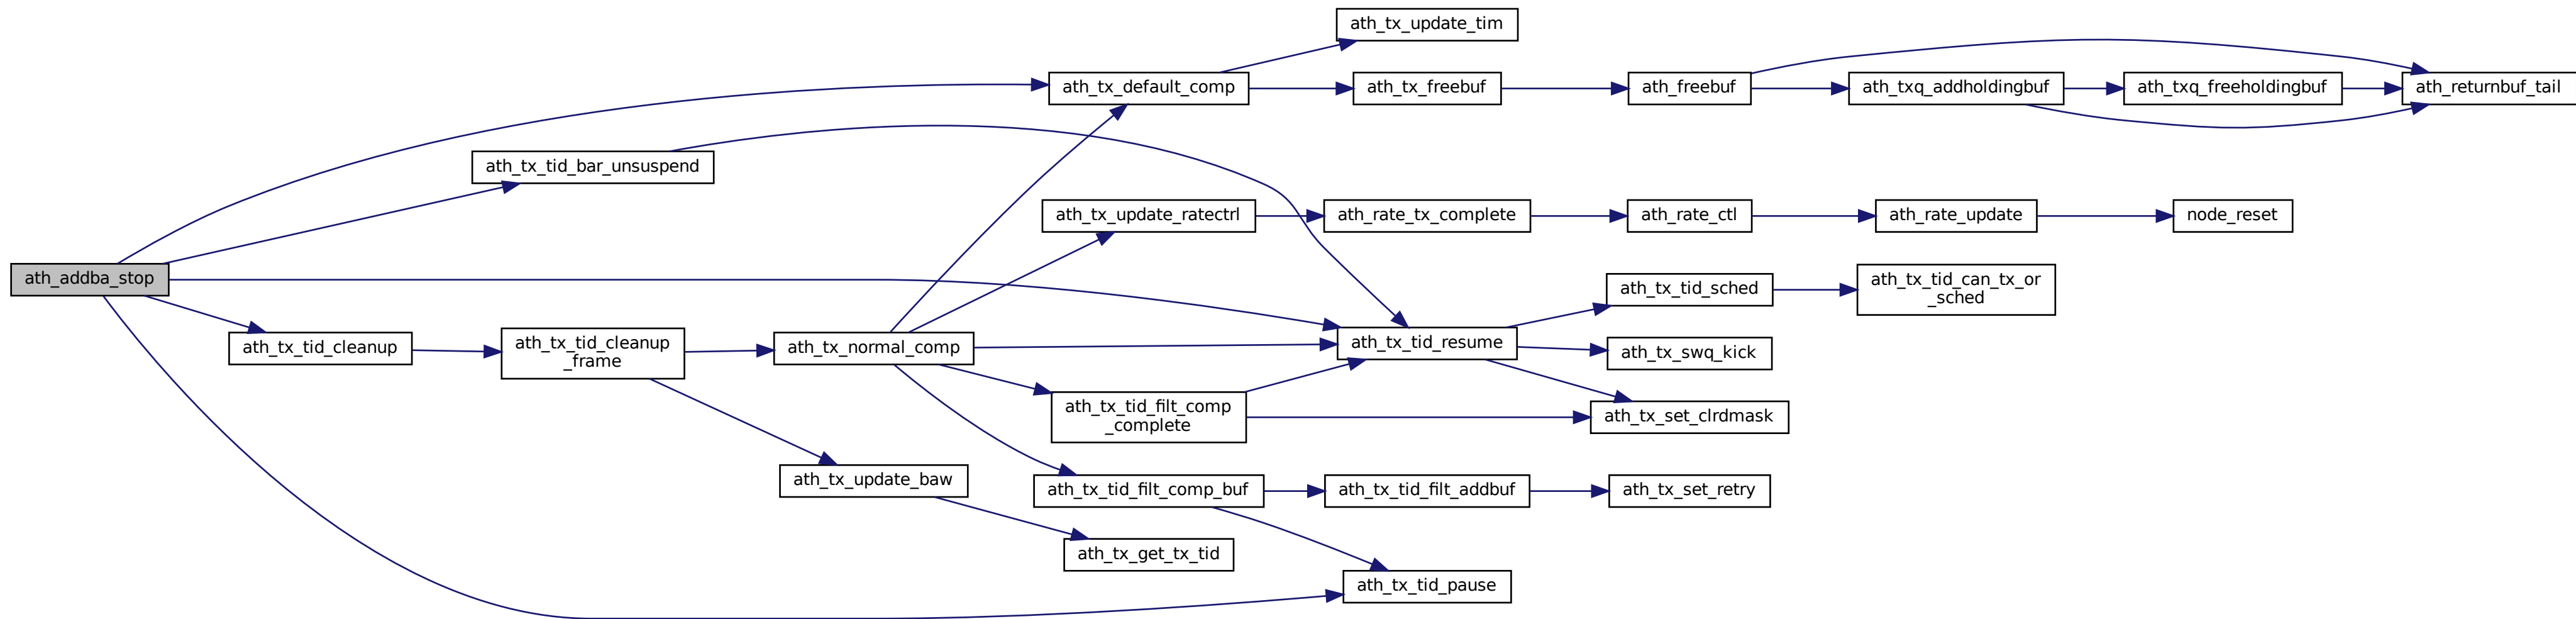 ath_tx_update_tim
ath_tx_default_comp
ath_tx_freebuf
ath_freebuf
ath_txq_addholdingbuf
ath_txq_freeholdingbuf
ath_returnbuf_tail
ath_tx_tid_bar_unsuspend
ath_tx_update_ratectrl
ath_rate_tx_complete
ath_rate_ctl
ath_rate_update
node_reset
ath_addba_stop
ath_tx_tid_sched
ath_tx_tid_can_tx_or
_sched
ath_tx_tid_cleanup
ath_tx_tid_cleanup
_frame
ath_tx_normal_comp
ath_tx_tid_resume
ath_tx_swq_kick
ath_tx_tid_filt_comp
_complete
ath_tx_set_clrdmask
ath_tx_update_baw
ath_tx_tid_filt_comp_buf
ath_tx_tid_filt_addbuf
ath_tx_set_retry
ath_tx_get_tx_tid
ath_tx_tid_pause